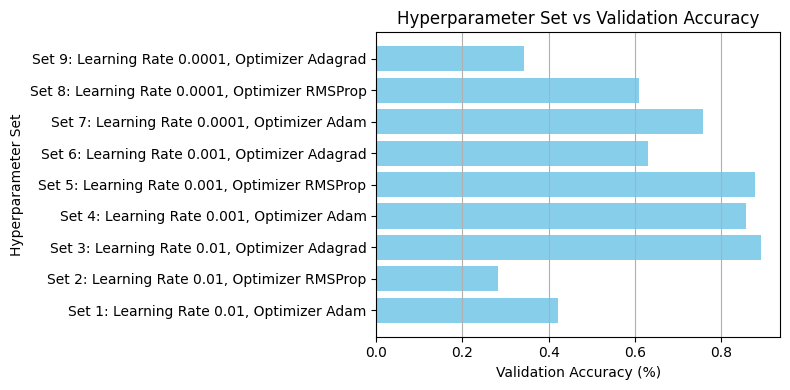 Hyperparameter Set vs Validation Accuracy
Hyperparameter Set
Set 9: Learning Rate 0.0001, Optimizer Adagrad
Set 8: Learning Rate 0.0001, Optimizer RMSProp
Set 7: Learning Rate 0.0001, Optimizer Adam
Set 6: Learning Rate 0.001, Optimizer Adagrad
Set 5: Learning Rate 0.001, Optimizer RMSProp
Set 4: Learning Rate 0.001, Optimizer Adam
Set 3: Learning Rate 0.01, Optimizer Adagrad
Set 2: Learning Rate 0.01, Optimizer RMSProp
Set 1: Learning Rate 0.01, Optimizer Adam
0.0 0.2 0.4 0.6 0.8
Validation Accuracy (%)